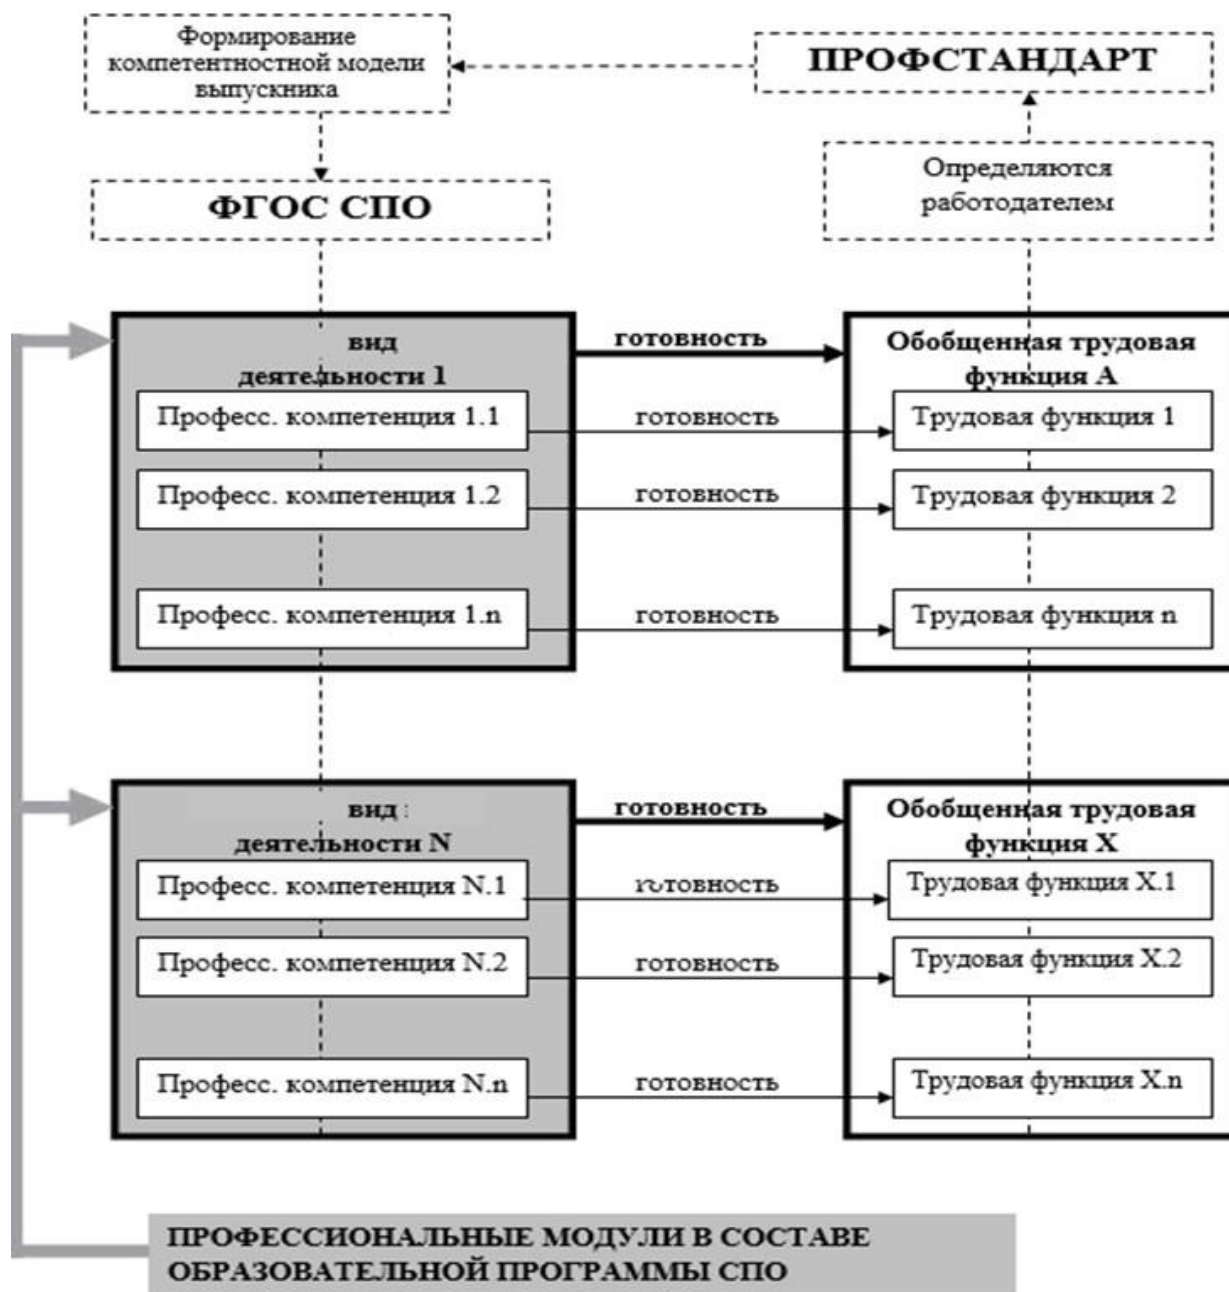 Формирование
компетентностной модели
выпускника
ПРОФСТАНДАРТ
ФГОС СПО
Определяются
работодателем
вид
деятельности 1
готовность
Обобщенная трудовая
функция А
Професс. компетенция 1.1
готовность
Трудовая функция 1
Професс. компетенция 1.2
готовность
Трудовая функция 2
Професс. компетенция 1.n
готовность
Трудовая функция n
вид
деятельности N
готовность
Обобщенная трудовая
функция X
Професс. компетенция N.1
готовность
Трудовая функция X.1
Професс. компетенция N.2
готовность
Трудовая функция X.2
Професс. компетенция N.n
готовность
Трудовая функция X.n
ПРОФЕССИОНАЛЬНЫЕ МОДУЛИ В СОСТАВЕ
ОБРАЗОВАТЕЛЬНОЙ ПРОГРАММЫ СПО